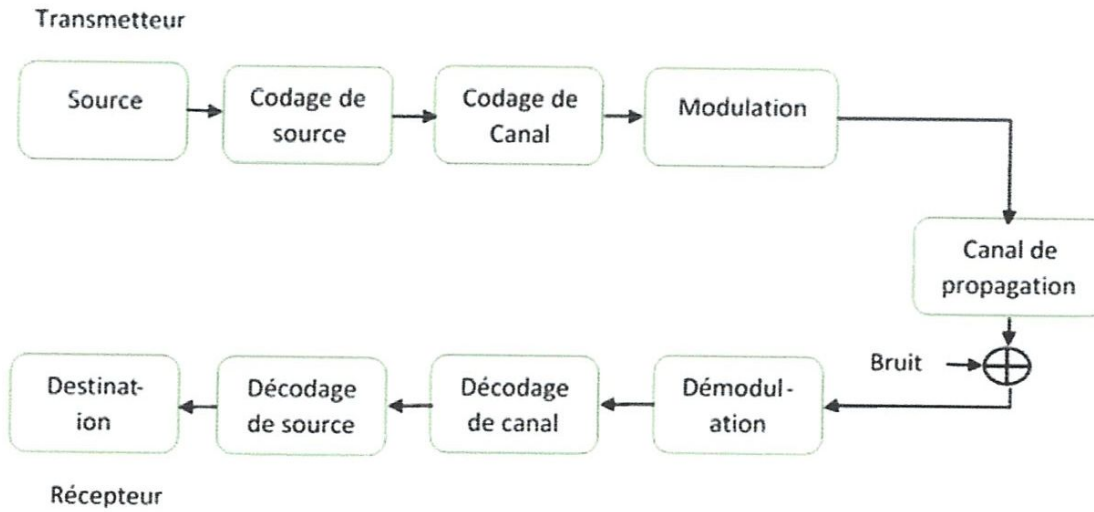 Transmetteur
Source
Codage de
source
Codage de
Canal
Modulation
Canal de
propagation
Bruit
Destinat-
ion
Décodage
de source
Décodage
de canal
Démodul-
ation
Récepteur